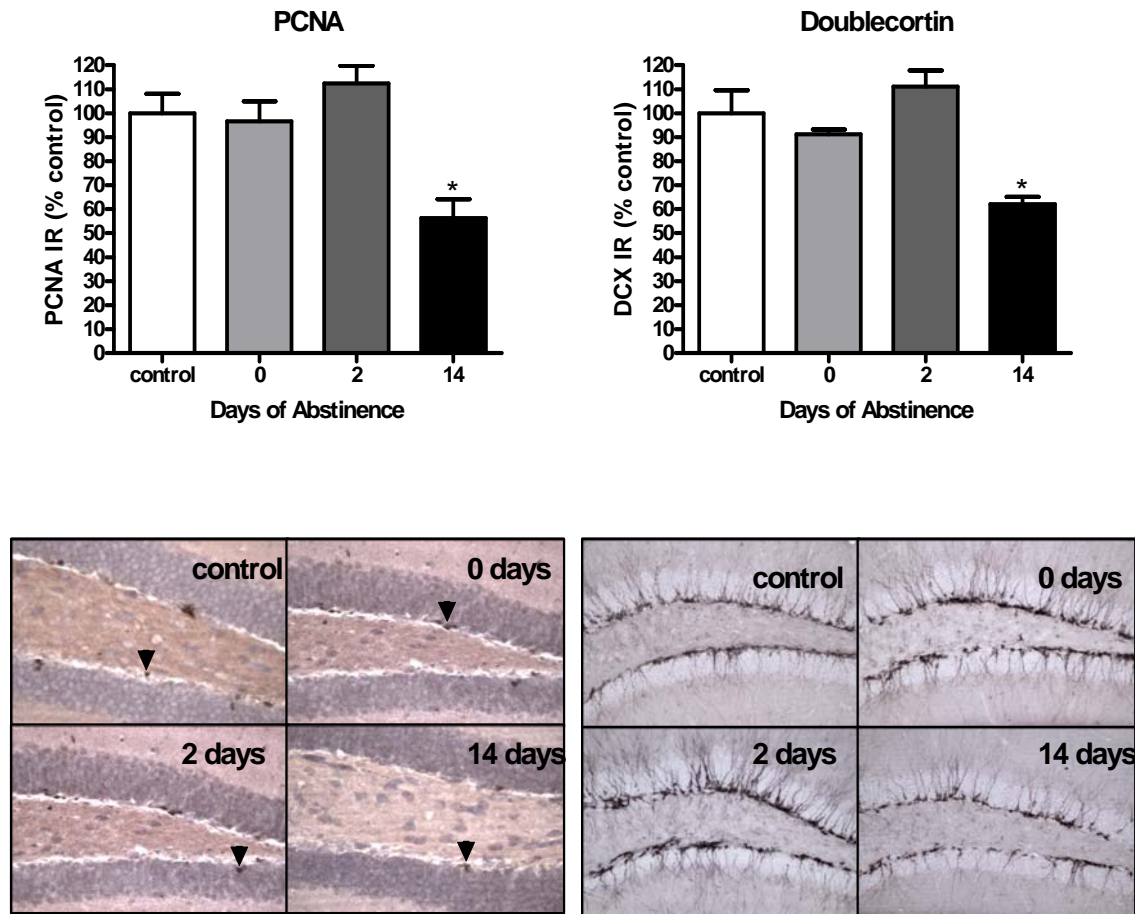 PCNA
PCNA IR (% control)
120
110
100
90
80
70
60
50
40
30
20
10
0
*
control 0 2 14
Days of Abstinence
Doublecortin
DCX IR (% control)
120
110
100
90
80
70
60
50
40
30
20
10
0
*
control 0 2 14
Days of Abstinence
control
0 days
2 days
14 days
control
0 days
2 days
14 days